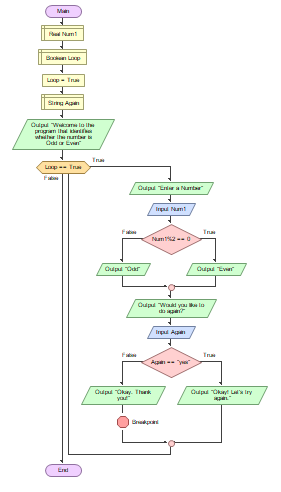 Main
Real Num1
Boolean Loop
Loop = True
String Again
Output "Welcome to the
program that identifies
whether the number is
Odd or Even"
Loop == True
True
False
Output "Enter a Number"
Input Num1
False
Num1%2 == 0
True
Output "Odd"
Output "Even"
Output "Would you like to
do again?"
Input Again
False
Again == "yes"
True
Output "Okay. Thank
you!"
Output "Okay! Let's try
again."
Breakpoint
End